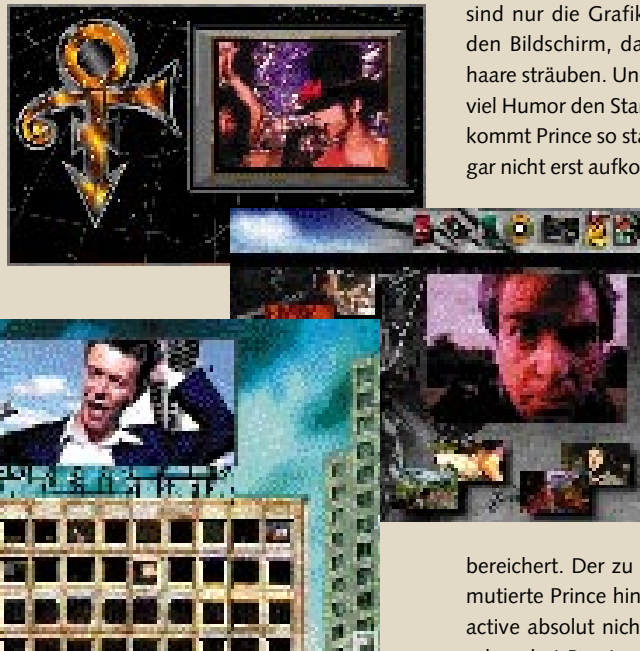 sind nur die Grafik
den Bildschirm, da
haare sträuben. Un
viel Humor den Sta
kommt Prince so sta
gar nicht erst aufko
bereichert. Der zu
mutierte Prince hin
active absolut nich